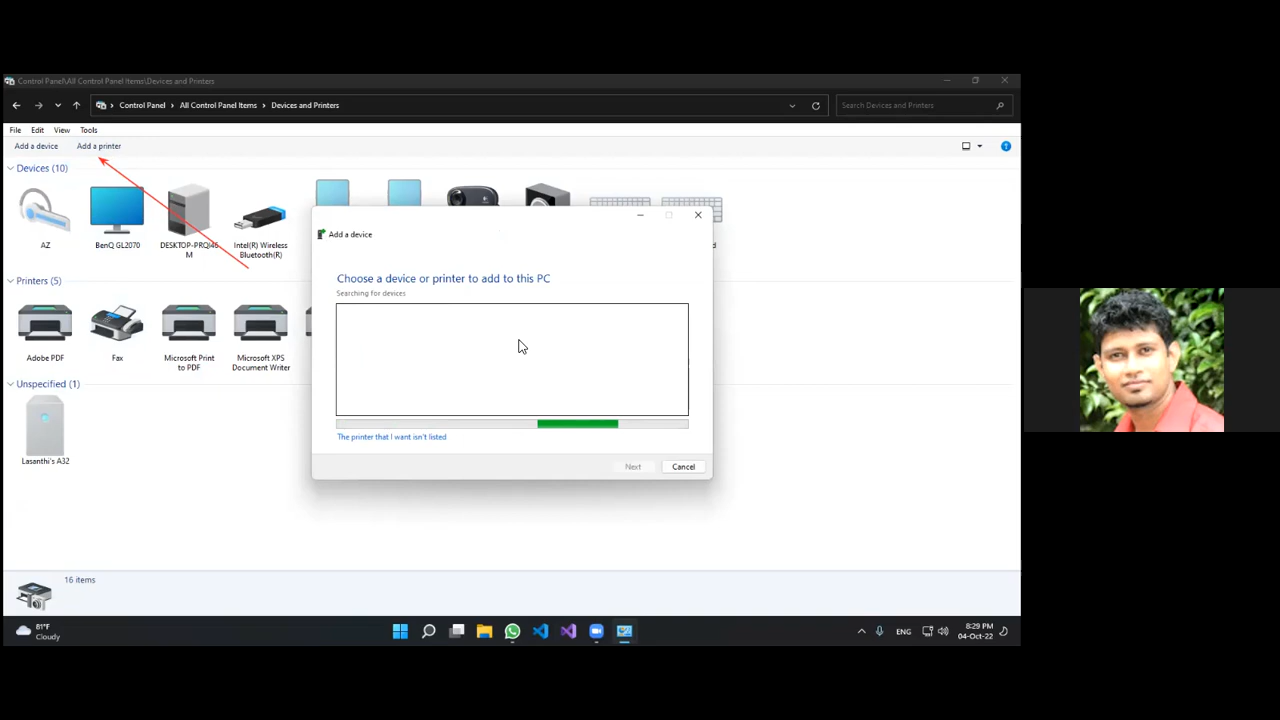 Control Panel\All Control Panel Items\Devices and Printers
Control Panel > All Control Panel Items > Devices and Printers
Search Devices and Printers
File Edit View Tools
Add a device Add a printer
Devices (10)
AZ
BenQ GL2070
Intel(R) Wireless
Bluetooth(R)
Add a device
Choose a device or printer to add to this PC
Searching for devices
The printer that I want isn't listed
Next Cancel
Printers (5)
Adobe PDF
Fax
Microsoft Print
to PDF
Microsoft XPS
Document Writer
Unspecified (1)
Lasanthi's A32
16 items
81°F
Cloudy
ENG
8:29 PM
04-Oct-22